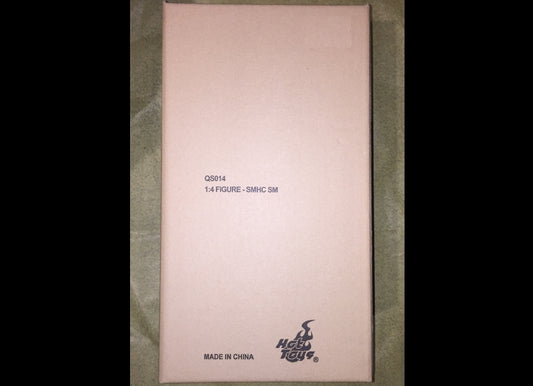 QS014
1:4 FIGURE - SMHC SM
MADE IN CHINA
Hot
Toys®